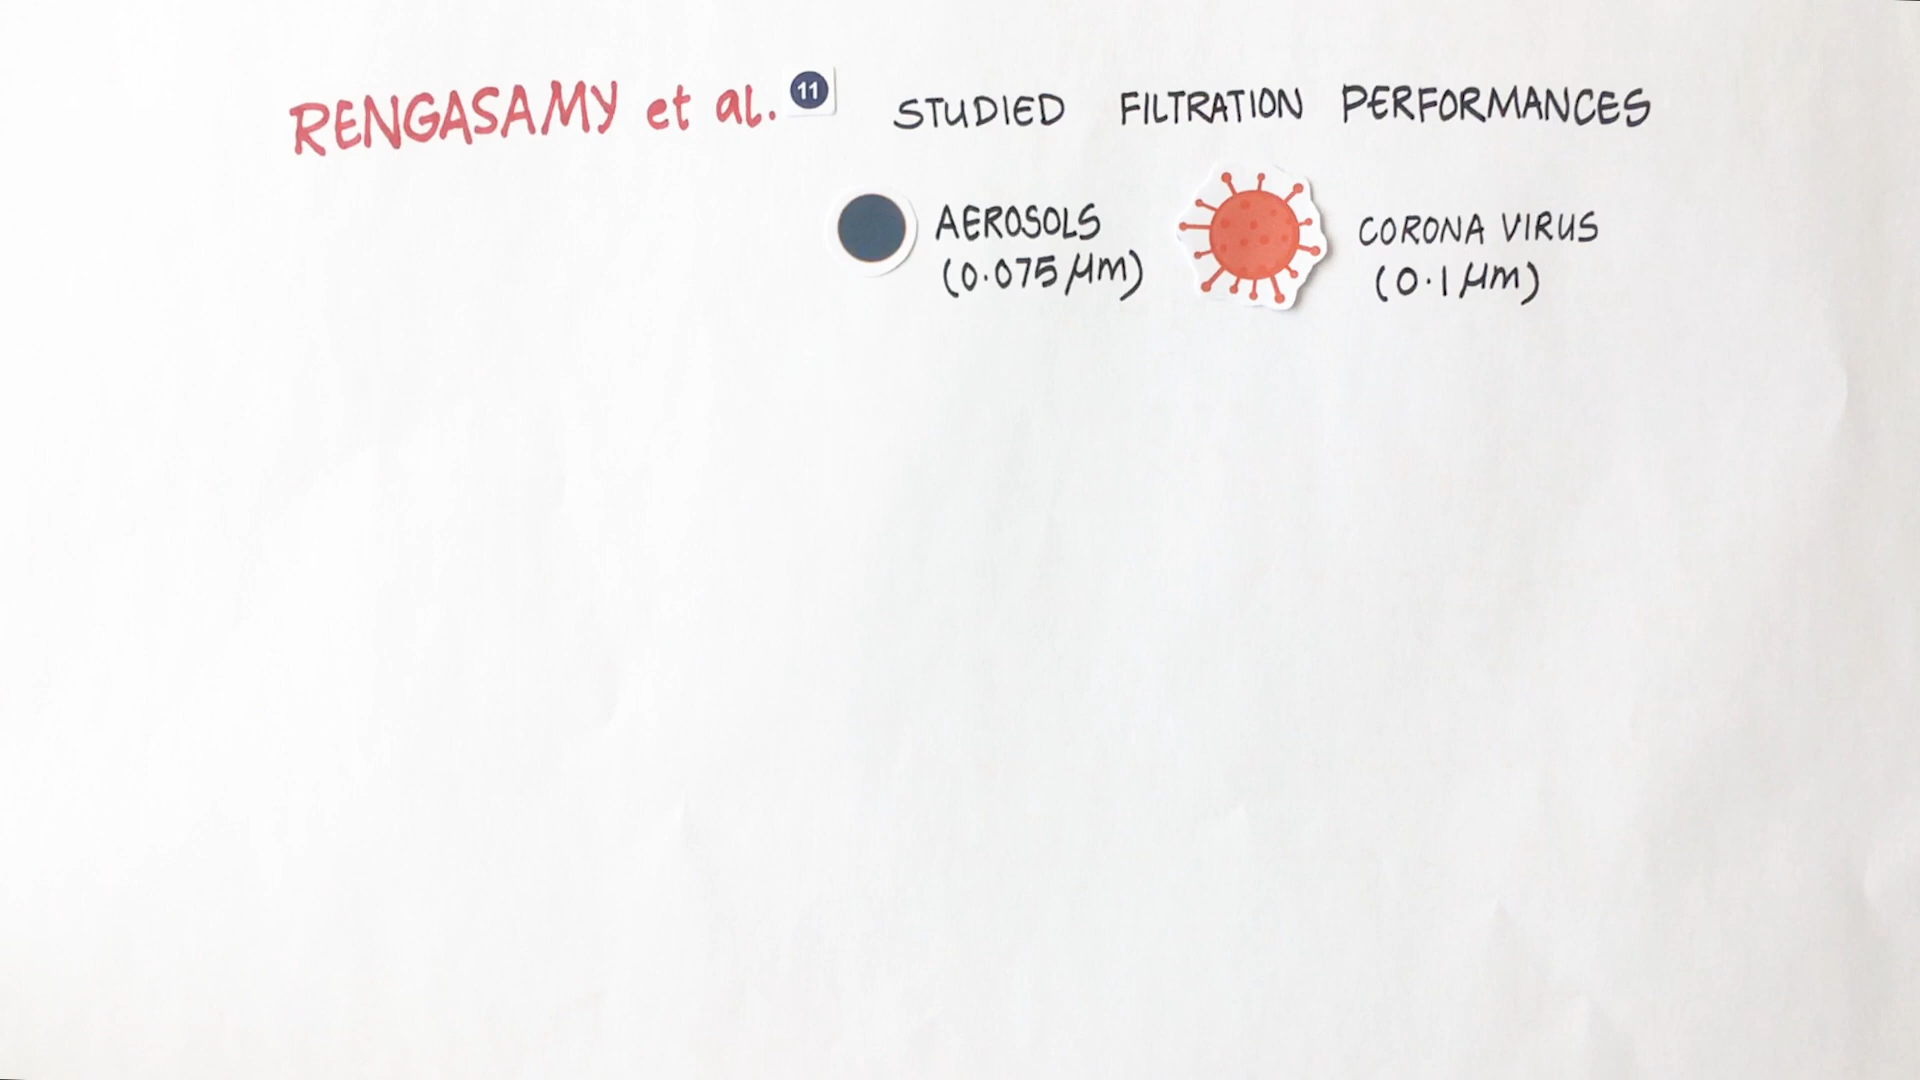 RENGASAMY et al. 11 STUDIED FILTRATION PERFORMANCES
AEROSOLS
(0.075 μm)
CORONA VIRUS
(0.1 μm)